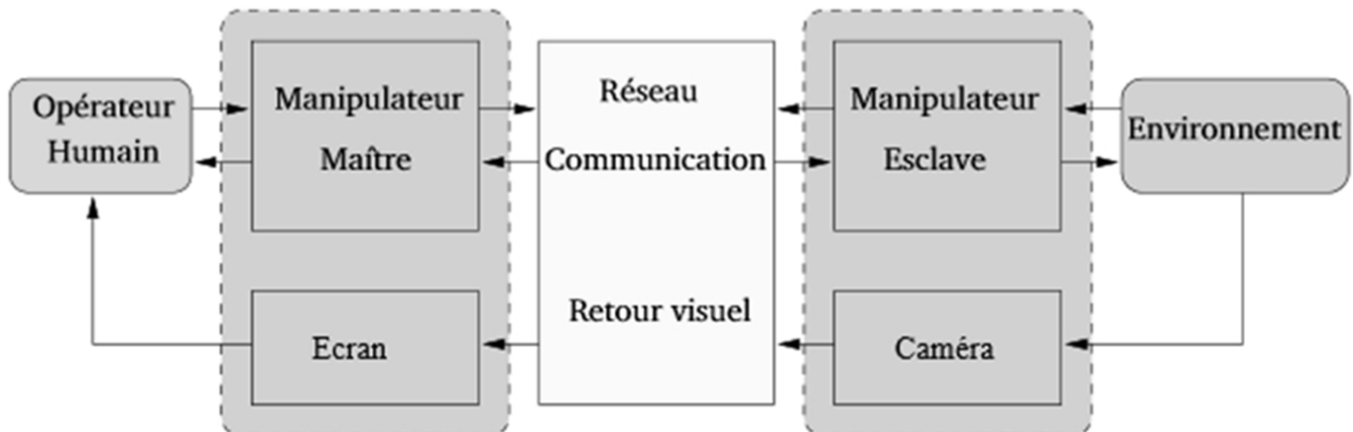 Opérateur
Humain
Manipulateur
Maître
Ecran
Réseau
Communication
Retour visuel
Manipulateur
Esclave
Caméra
Environnement